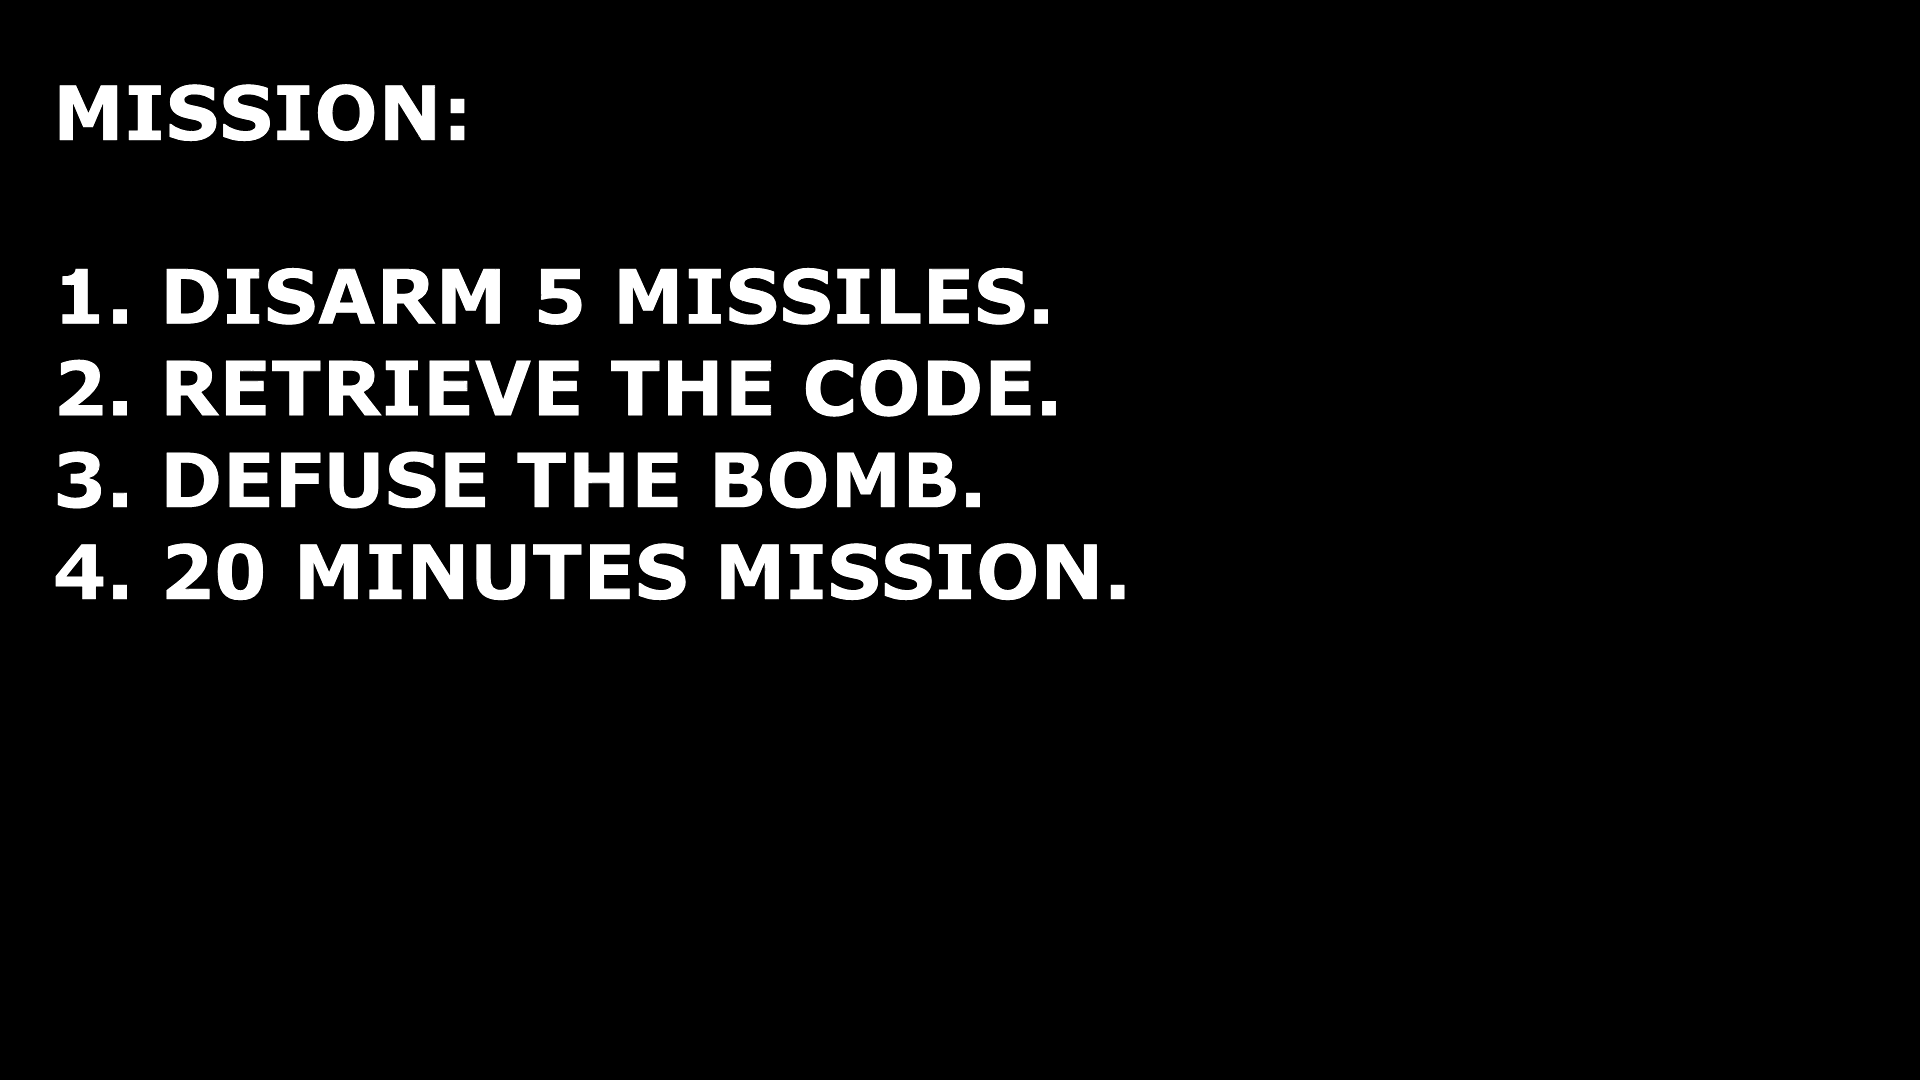 MISSION:
1. DISARM 5 MISSILES.
2. RETRIEVE THE CODE.
3. DEFUSE THE BOMB.
4. 20 MINUTES MISSION.